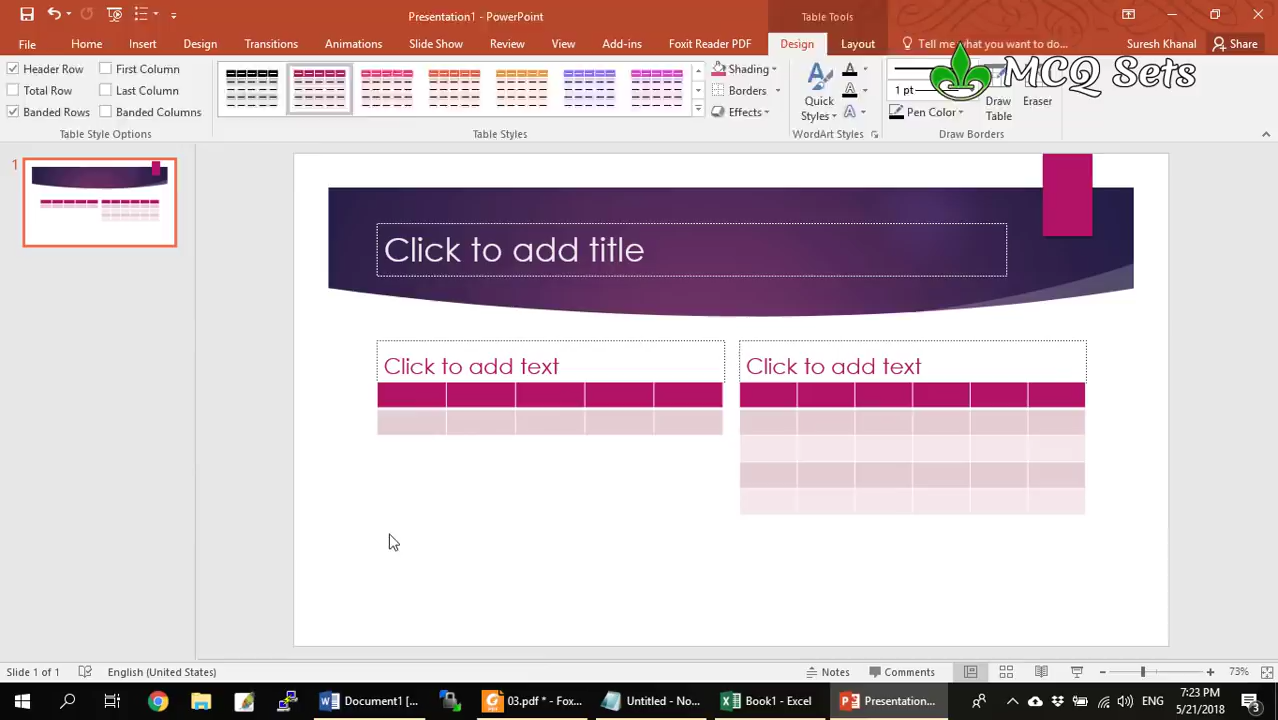 Presentation1 - PowerPoint
Table Tools
File Home Insert Design Transitions Animations Slide Show Review View Add-ins Foxit Reader PDF Design Layout Tell me what you want to do... Suresh Khanal Share
Header Row First Column
Total Row Last Column
Banded Rows Banded Columns
Table Style Options
Table Styles
Shading
Borders
Effects
Quick
Styles
WordArt Styles
1 pt
Pen Color
Draw
Table
Eraser
Draw Borders
MCQ Sets
1
Click to add title
Click to add text
Click to add text
Slide 1 of 1 English (United States) Notes Comments 73%
Document1 [... 03.pdf * - Fox... Untitled - No... Book1 - Excel Presentation... ENG 7:23 PM
5/21/2018
3